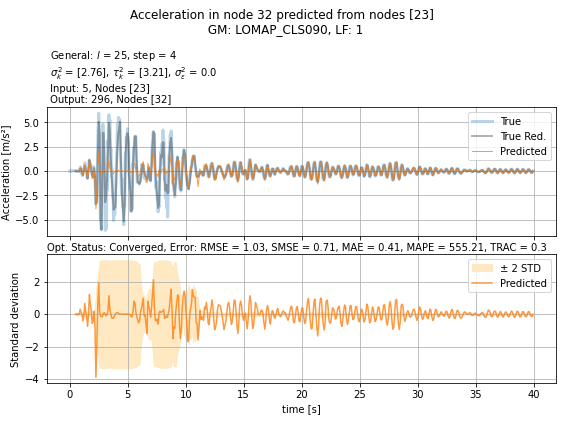 Acceleration in node 32 predicted from nodes [23]
GM: LOMAP_CLS090, LF: 1
General: l = 25, step = 4
σ²ₖ = [2.76], τ²ₖ = [3.21], σ²ε = 0.0
Input: 5, Nodes [23]
Output: 296, Nodes [32]
Acceleration [m/s²]
5.0
2.5
0.0
−2.5
−5.0
True
True Red.
Predicted
Opt. Status: Converged, Error: RMSE = 1.03, SMSE = 0.71, MAE = 0.41, MAPE = 555.21, TRAC = 0.3
Standard deviation
2
0
−2
−4
± 2 STD
Predicted
0 5 10 15 20 25 30 35 40
time [s]